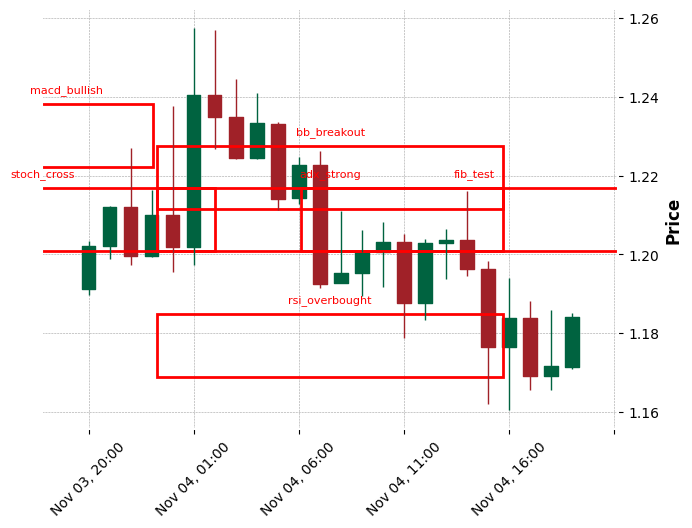 1.26
1.24
macd_bullish
bb_breakout
1.22
stoch_cross
fib_test
1.20
Price
rsi_overbought
1.18
1.16
Nov 03, 20:00
Nov 04, 01:00
Nov 04, 06:00
Nov 04, 11:00
Nov 04, 16:00